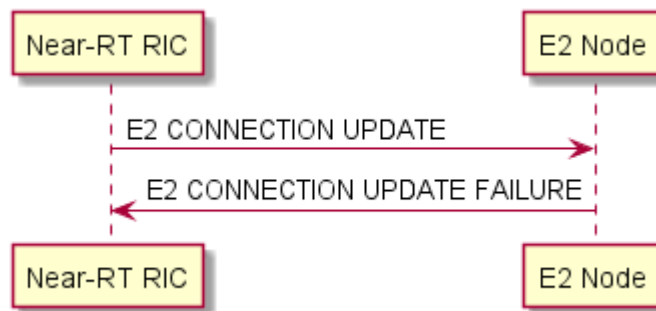 Near-RT RIC
E2 Node
E2 CONNECTION UPDATE
E2 CONNECTION UPDATE FAILURE
Near-RT RIC
E2 Node